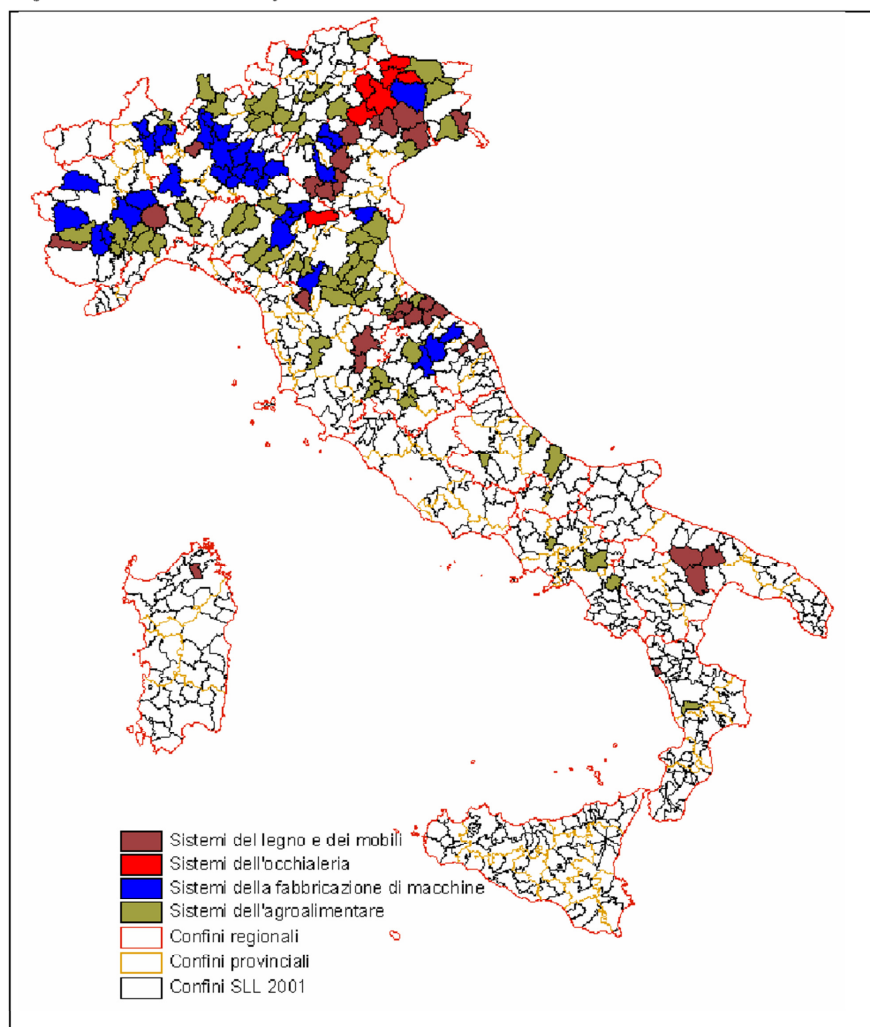 Sistemi del legno e dei mobili
Sistemi dell'occhialeria
Sistemi della fabbricazione di macchine
Sistemi dell'agroalimentare
Confini regionali
Confini provinciali
Confini SLL 2001